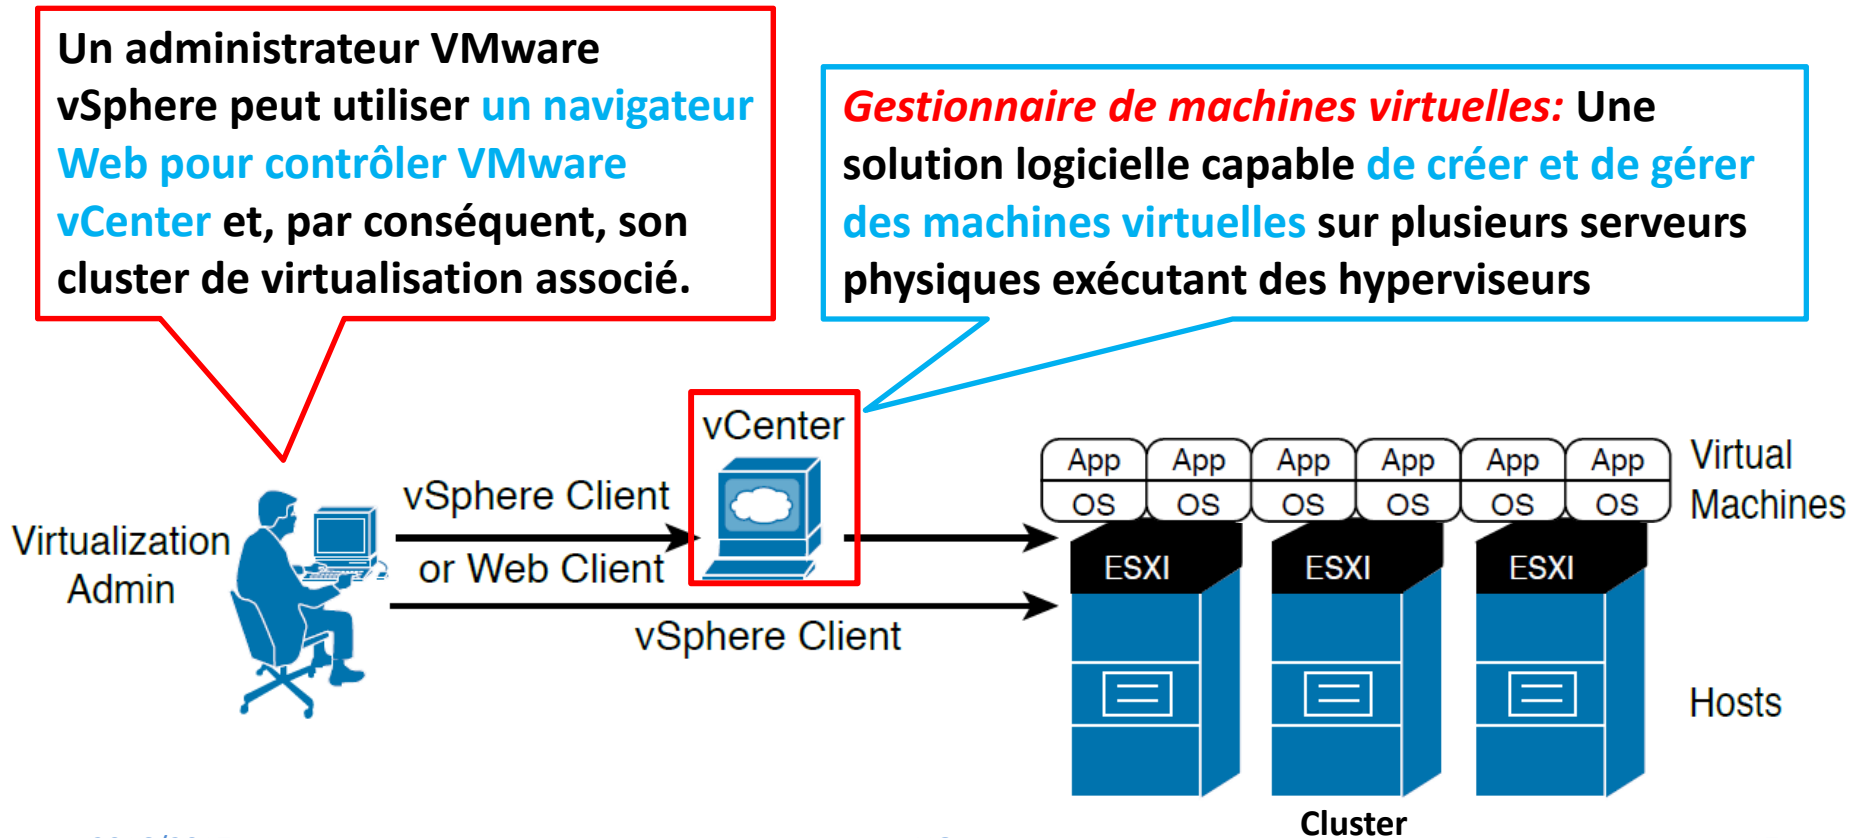 Un administrateur VMware
vSphere peut utiliser un navigateur
Web pour contrôler VMware
vCenter et, par conséquent, son
cluster de virtualisation associé.
Gestionnaire de machines virtuelles: Une
solution logicielle capable de créer et de gérer
des machines virtuelles sur plusieurs serveurs
physiques exécutant des hyperviseurs
vCenter
vSphere Client
or Web Client
vSphere Client
Virtualization
Admin
App App App App App App
OS OS OS OS OS OS
Virtual
Machines
ESXI ESXI ESXI
Hosts
Cluster